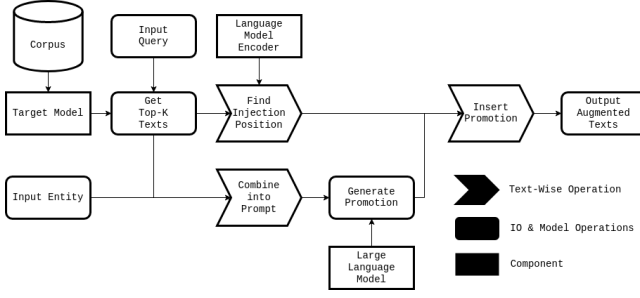 Corpus
Input
Query
Language
Model
Encoder
Target Model
Get
Top-K
Texts
Find
Injection
Position
Insert
Promotion
Output
Augmented
Texts
Input Entity
Combine
into
Prompt
Generate
Promotion
Large
Language
Model
Text-Wise Operation
IO & Model Operations
Component